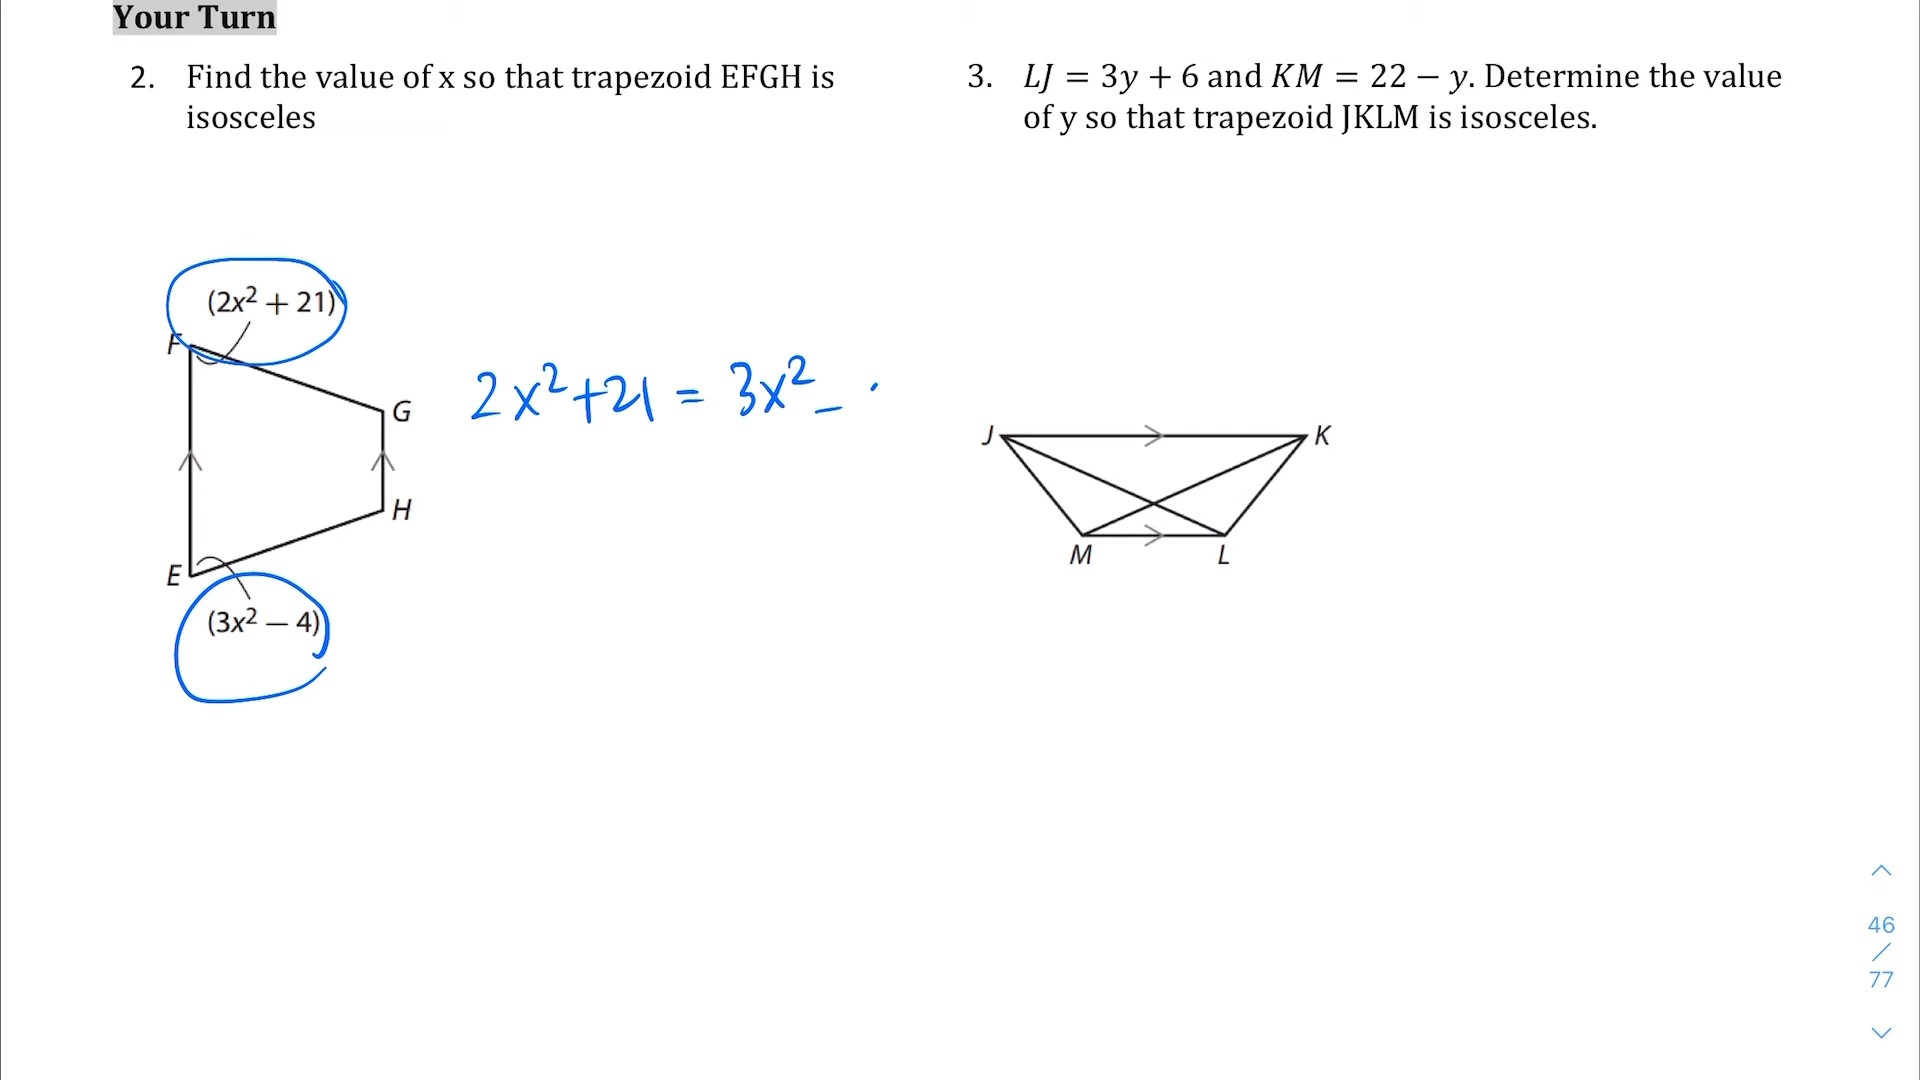 Your Turn
2. Find the value of x so that trapezoid EFGH is
isosceles
3. LJ = 3y + 6 and KM = 22 − y. Determine the value
of y so that trapezoid JKLM is isosceles.
(2x² + 21)
F
G
H
E
(3x² − 4)
2x² + 21 = 3x² −
J
K
M
L
46
/
77